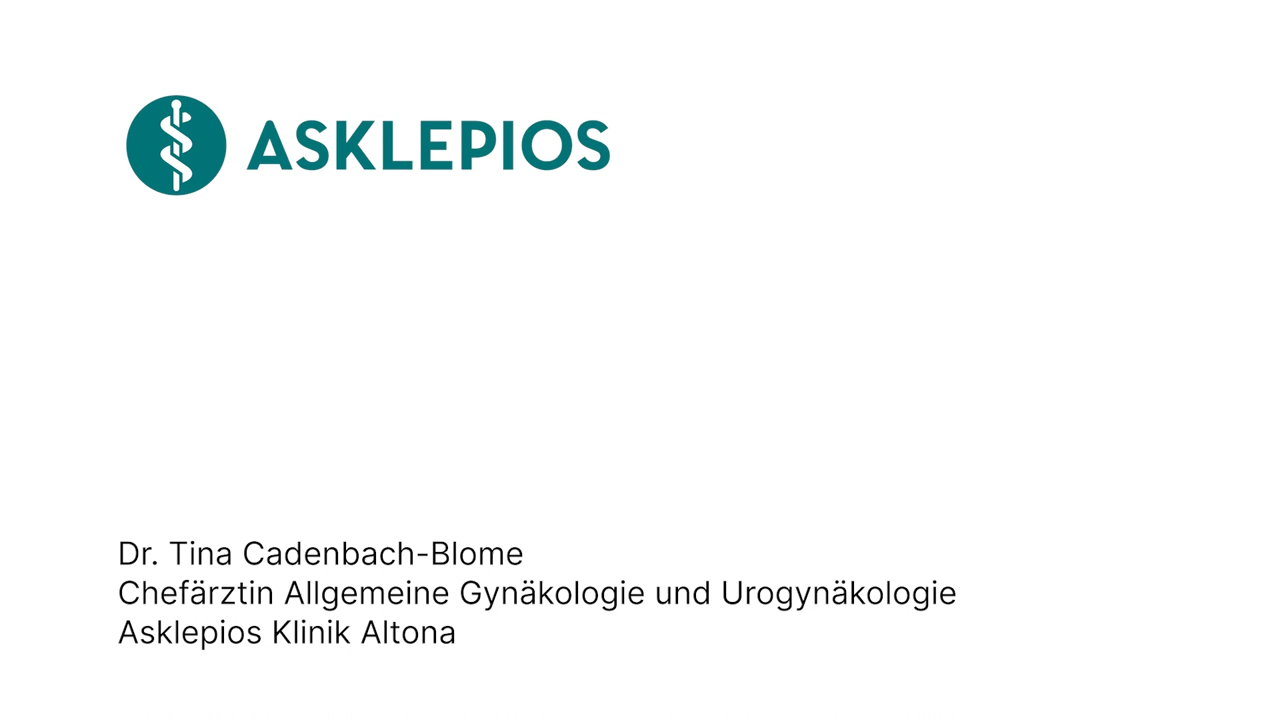 ASKLEPIOS
Dr. Tina Cadenbach-Blome
Chefärztin Allgemeine Gynäkologie und Urogynäkologie
Asklepios Klinik Altona